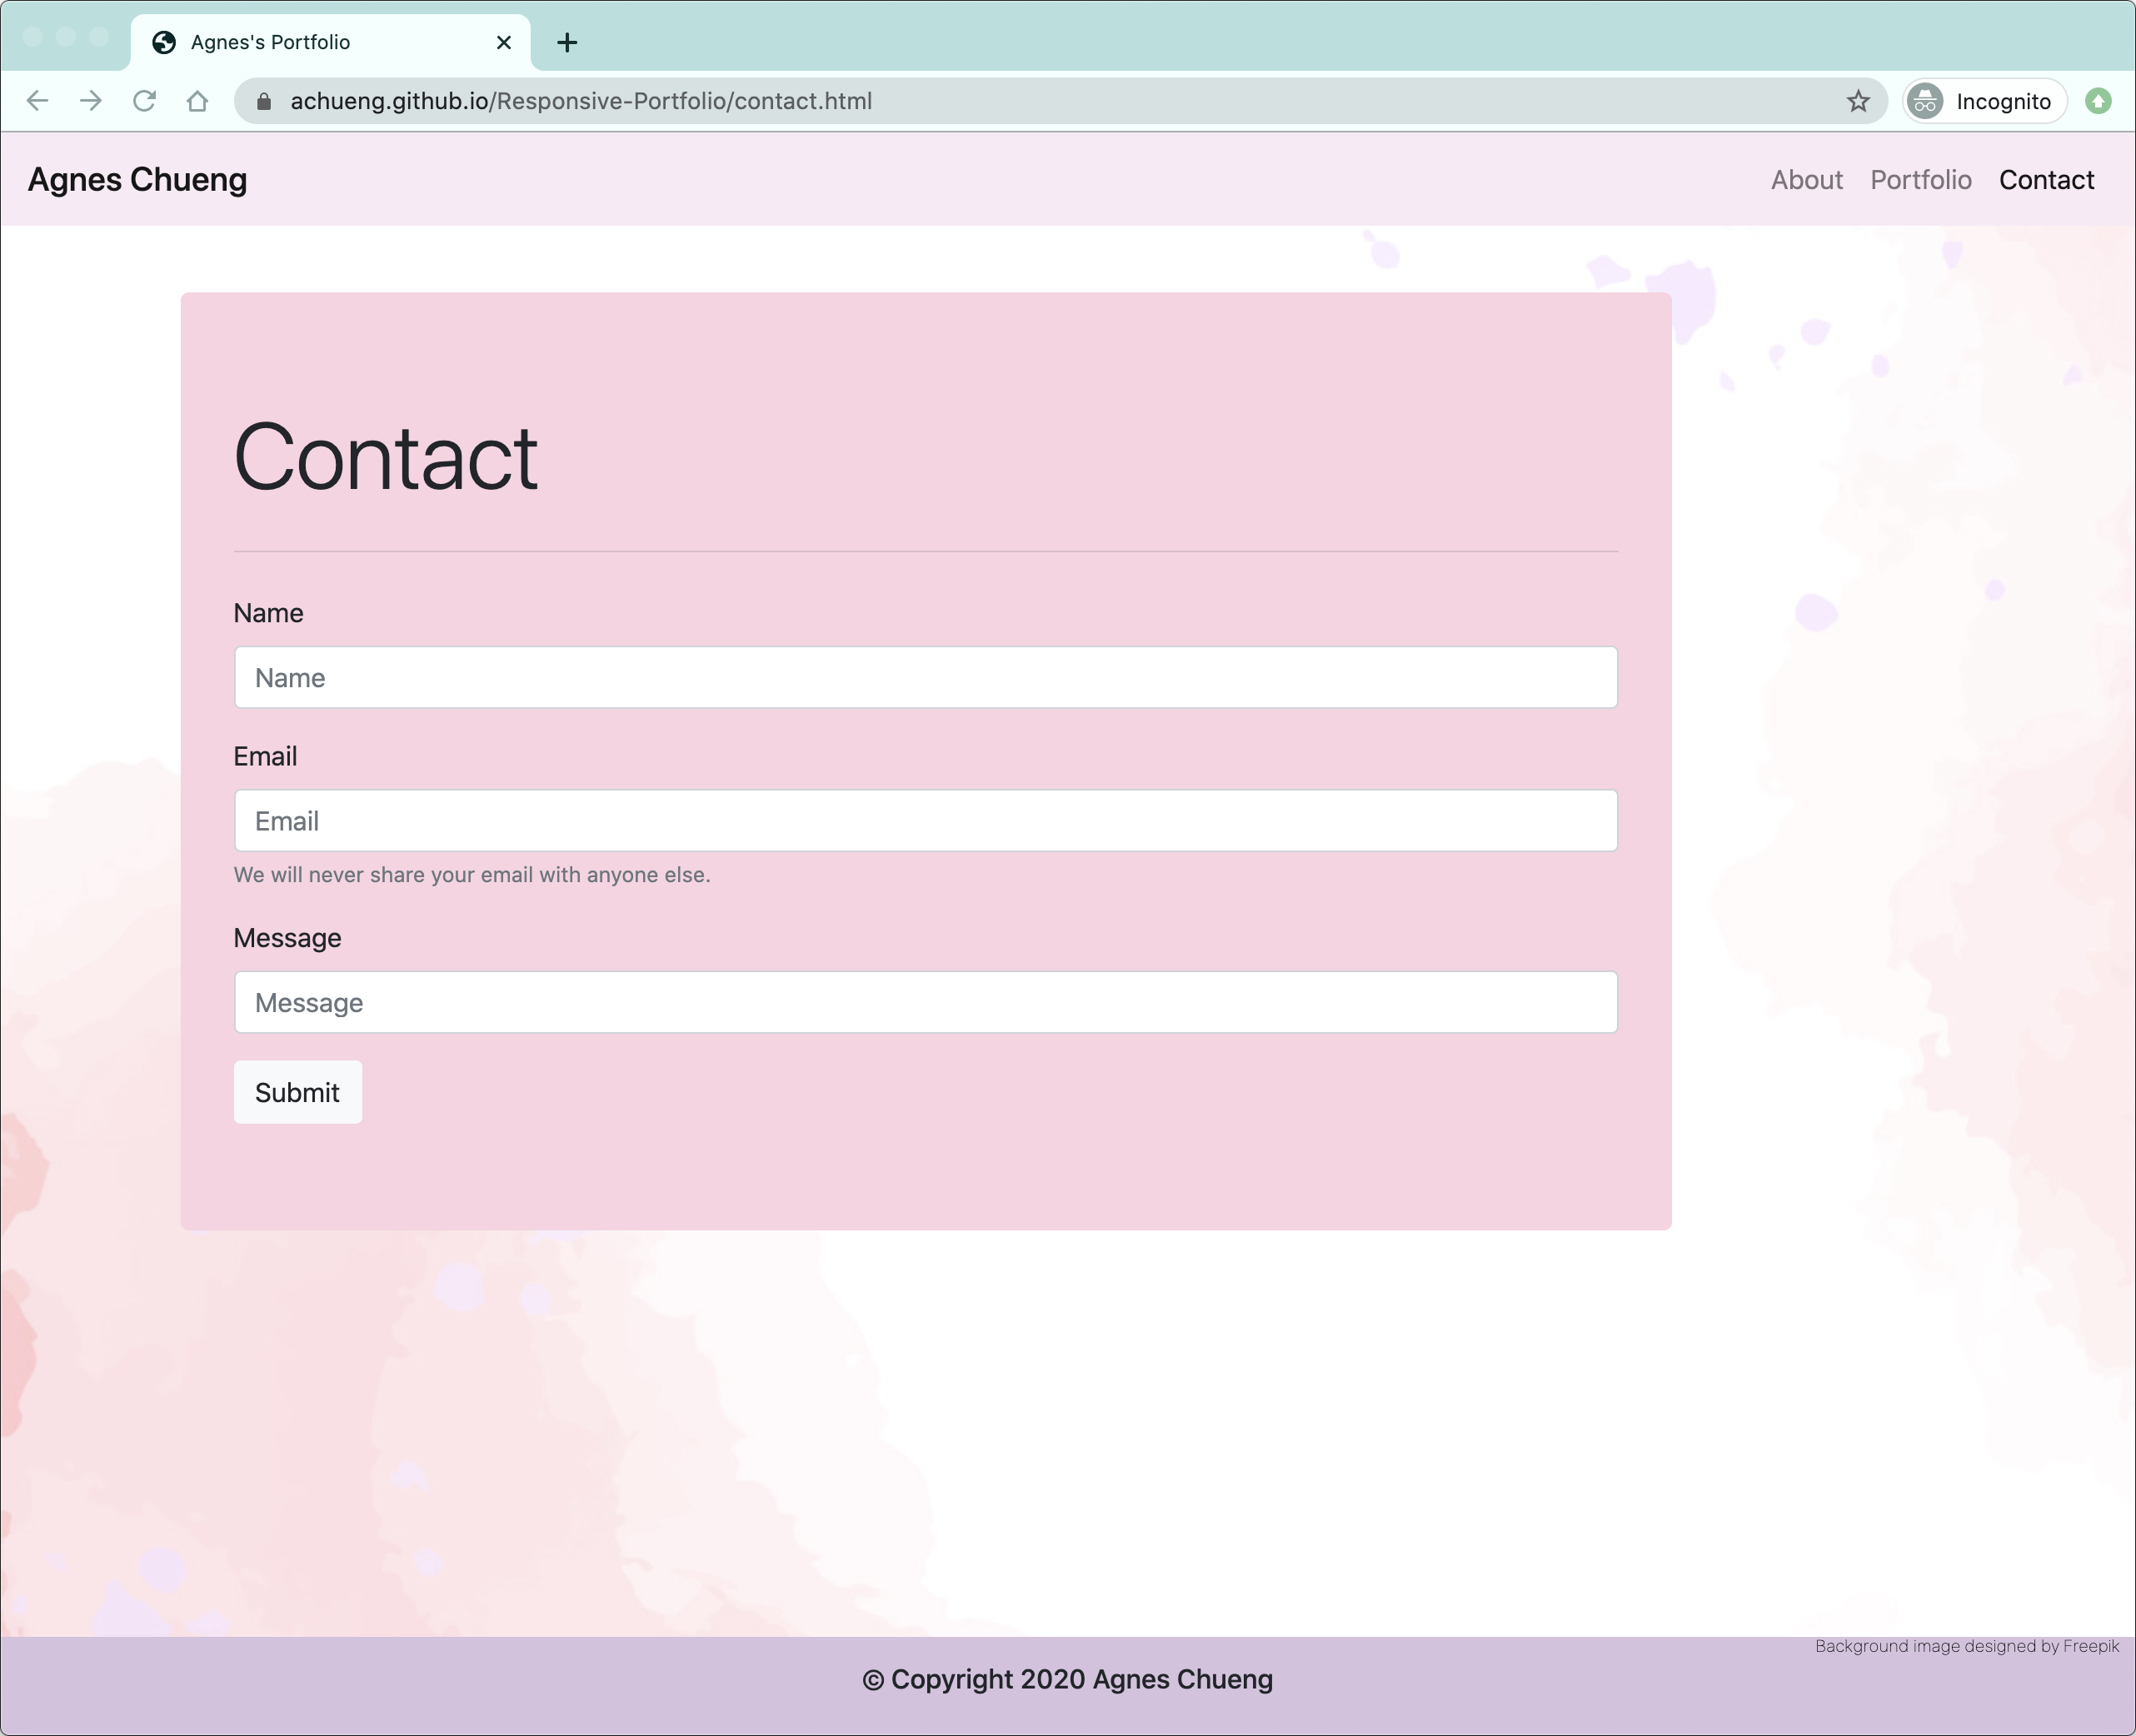 Agnes's Portfolio
achueng.github.io/Responsive-Portfolio/contact.html
Incognito
Agnes Chueng
About Portfolio Contact
Contact
Name
Name
Email
Email
We will never share your email with anyone else.
Message
Message
Submit
Background image designed by Freepik
© Copyright 2020 Agnes Chueng